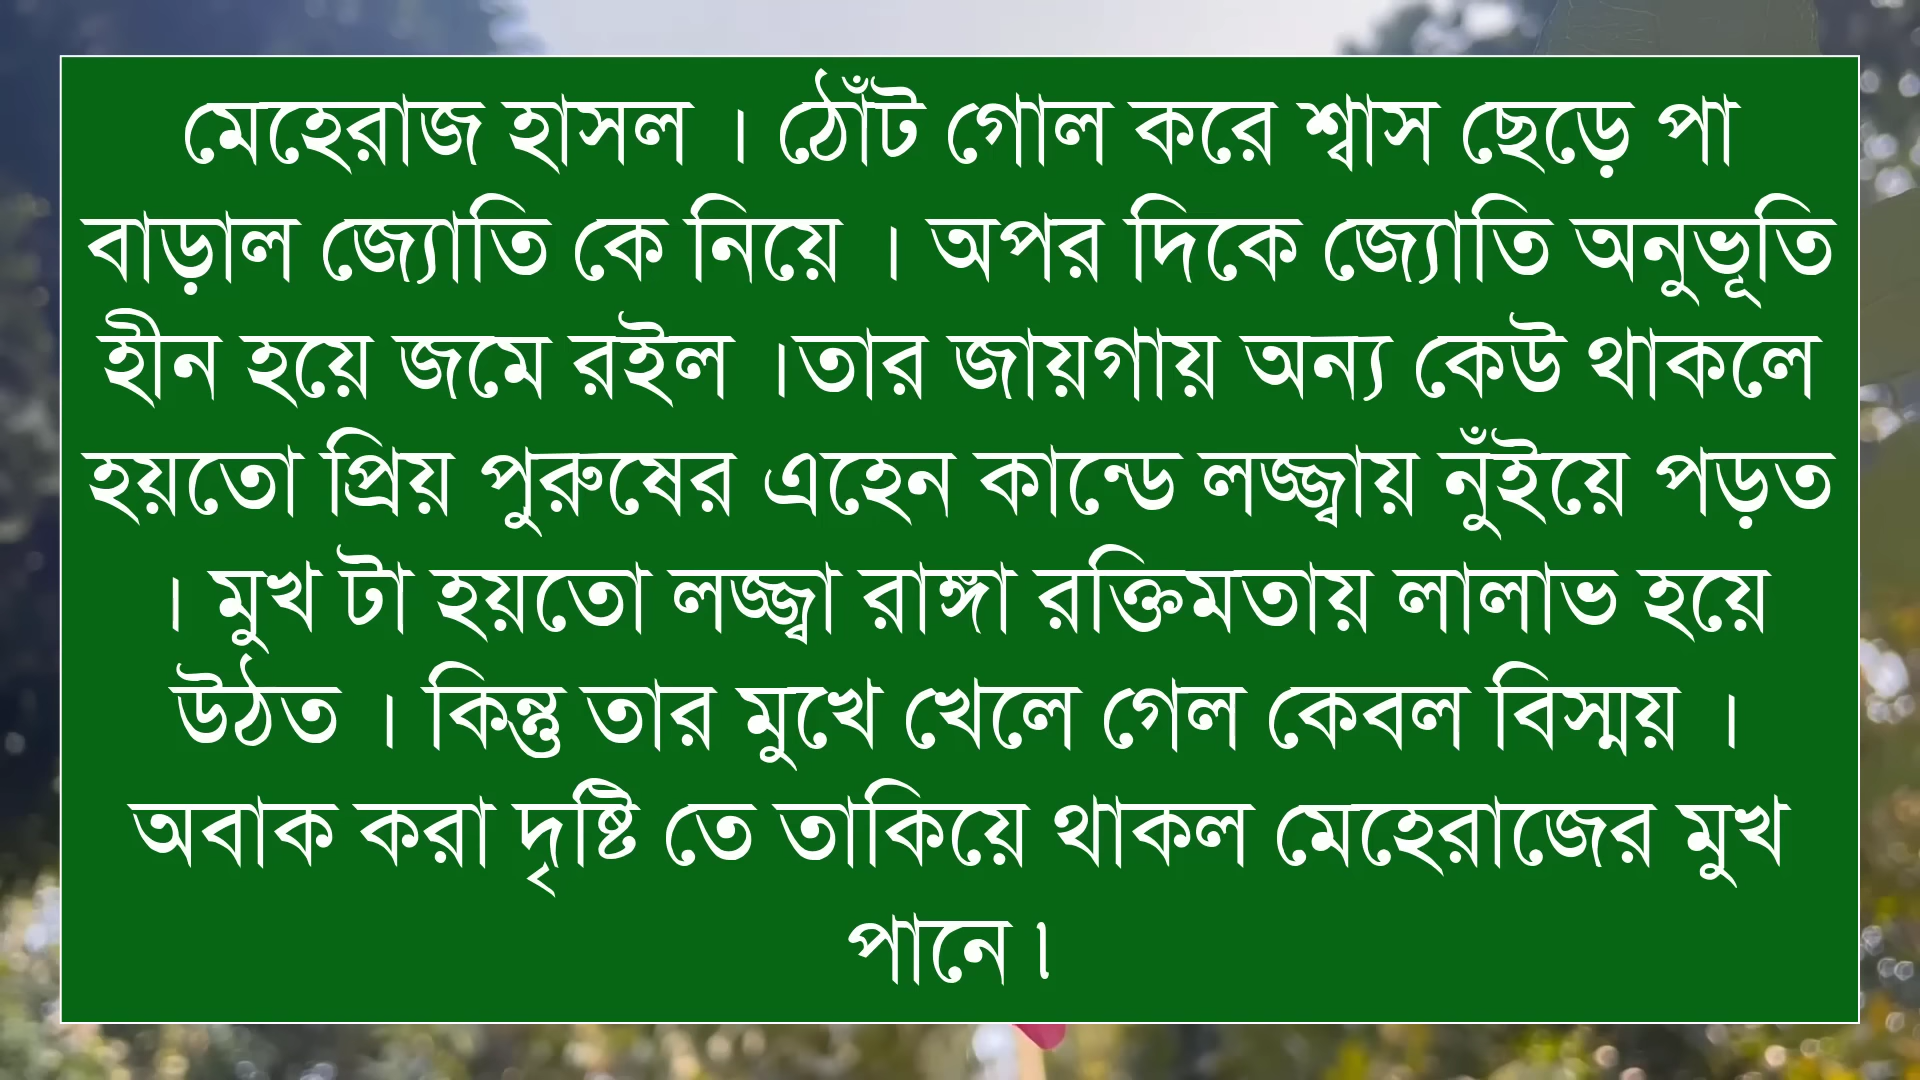 মেহেরাজ হাসল । ঠোঁট গোল করে শ্বাস ছেড়ে পা
বাড়াল জ্যোতি কে নিয়ে । অপর দিকে জ্যোতি অনুভূতি
হীন হয়ে জমে রইল ।তার জায়গায় অন্য কেউ থাকলে
হয়তো প্রিয় পুরুষের এহেন কান্ডে লজ্জ্বায় নুঁইয়ে পড়ত
। মুখ টা হয়তো লজ্জ্বা রাঙ্গা রক্তিমতায় লালাভ হয়ে
উঠত । কিন্তু তার মুখে খেলে গেল কেবল বিস্ময় ।
অবাক করা দৃষ্টি তে তাকিয়ে থাকল মেহেরাজের মুখ
পানে।